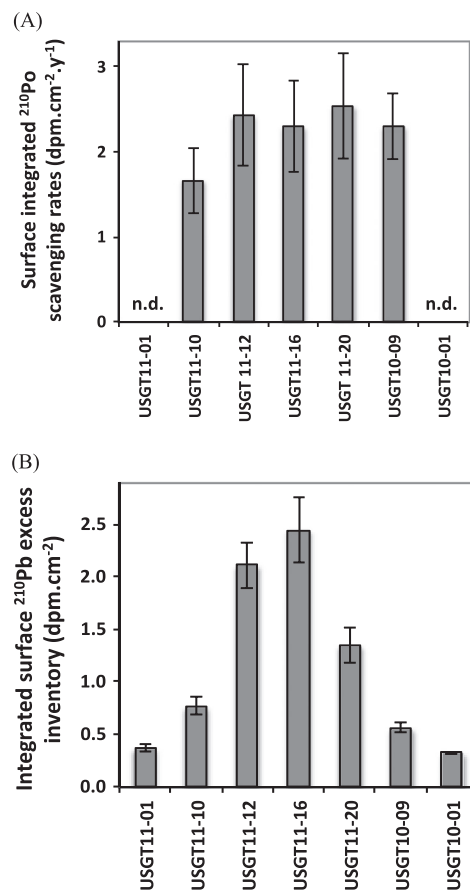 (A)
Surface integrated ²¹⁰Po
scavenging rates (dpm.cm⁻².y⁻¹)
3
2
1
0
n.d.
n.d.
USGT11-01
USGT11-10
USGT 11-12
USGT11-16
USGT 11-20
USGT10-09
USGT10-01
(B)
Integrated surface ²¹⁰Pb excess
inventory (dpm.cm⁻²)
2.5
2.0
1.5
1.0
0.5
0.0
USGT11-01
USGT11-10
USGT11-12
USGT11-16
USGT11-20
USGT10-09
USGT10-01